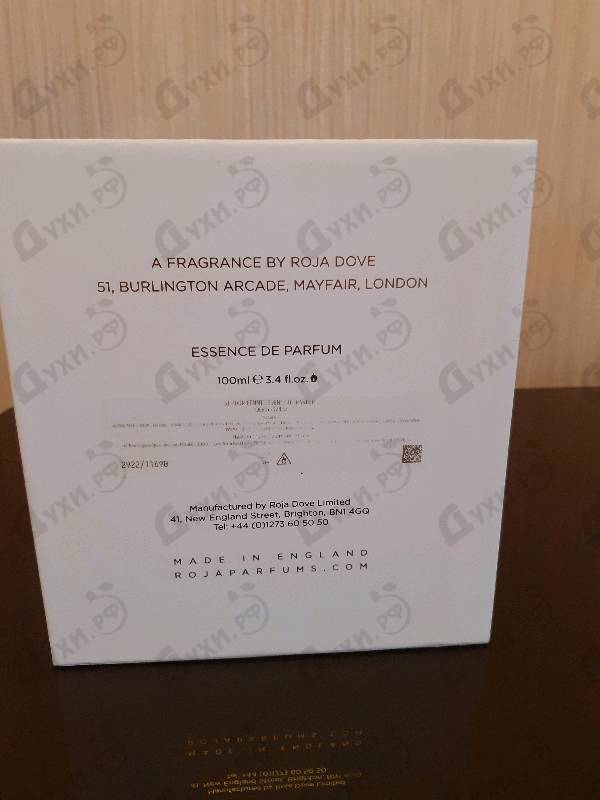 A FRAGRANCE BY ROJA DOVE
51, BURLINGTON ARCADE, MAYFAIR, LONDON
ESSENCE DE PARFUM
100ml ℮ 3.4 fl.oz.
2922/11690
Manufactured by Roja Dove Limited
41, New England Street, Brighton, BN1 4GQ
Tel: +44 (0)1273 60 50 50
MADE IN ENGLAND
ROJAPARFUMS.COM
Духи.РФ